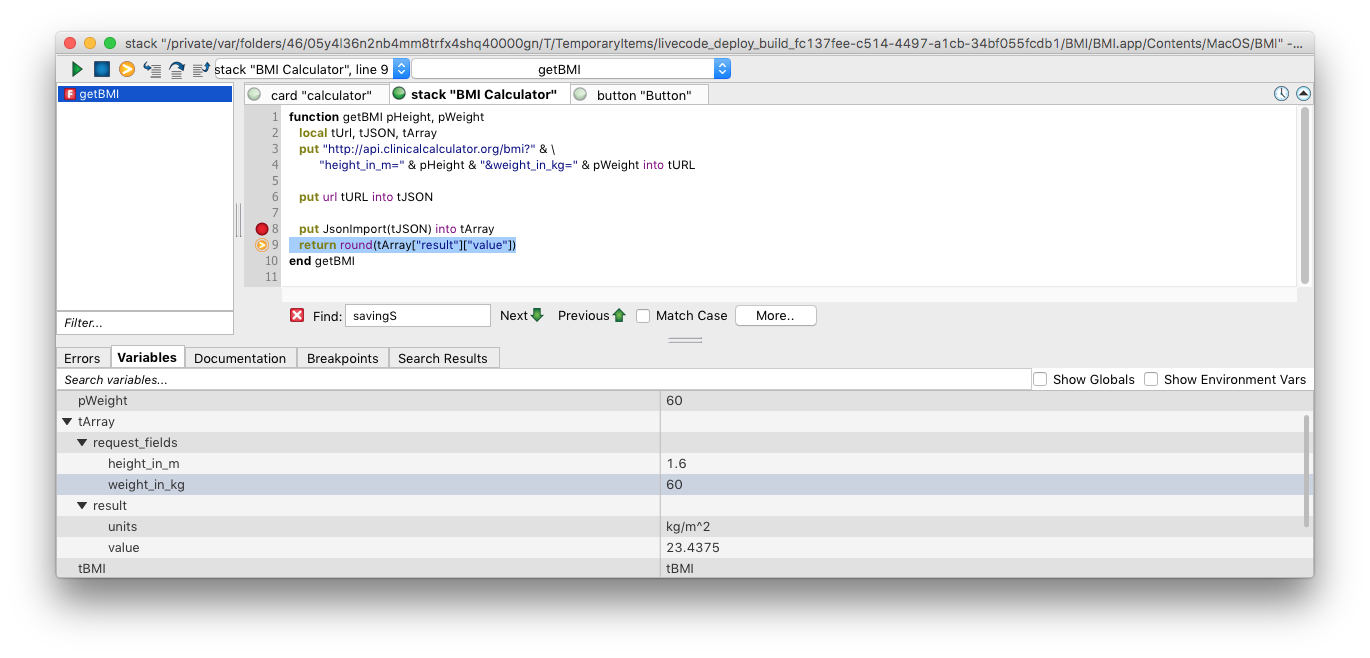 stack "/private/var/folders/46/05y4l36n2nb4mm8trfx4shq40000gn/T/TemporaryItems/livecode_deploy_build_fc137fee-c514-4497-a1cb-34bf055fcdb1/BMI/BMI.app/Contents/MacOS/BMI" -...
stack "BMI Calculator", line 9 getBMI
F getBMI
card "calculator" stack "BMI Calculator" button "Button"
1 function getBMI pHeight, pWeight
2 local tUrl, tJSON, tArray
3 put "http://api.clinicalcalculator.org/bmi?" & \
4 "height_in_m=" & pHeight & "&weight_in_kg=" & pWeight into tURL
5
6 put url tURL into tJSON
7
8 put JsonImport(tJSON) into tArray
9 return round(tArray["result"]["value"])
10 end getBMI
11
Filter...
Find: savingS Next Previous Match Case More..
Errors Variables Documentation Breakpoints Search Results
Search variables... Show Globals Show Environment Vars
pWeight 60
tArray
request_fields
height_in_m 1.6
weight_in_kg 60
result
units kg/m^2
value 23.4375
tBMI tBMI